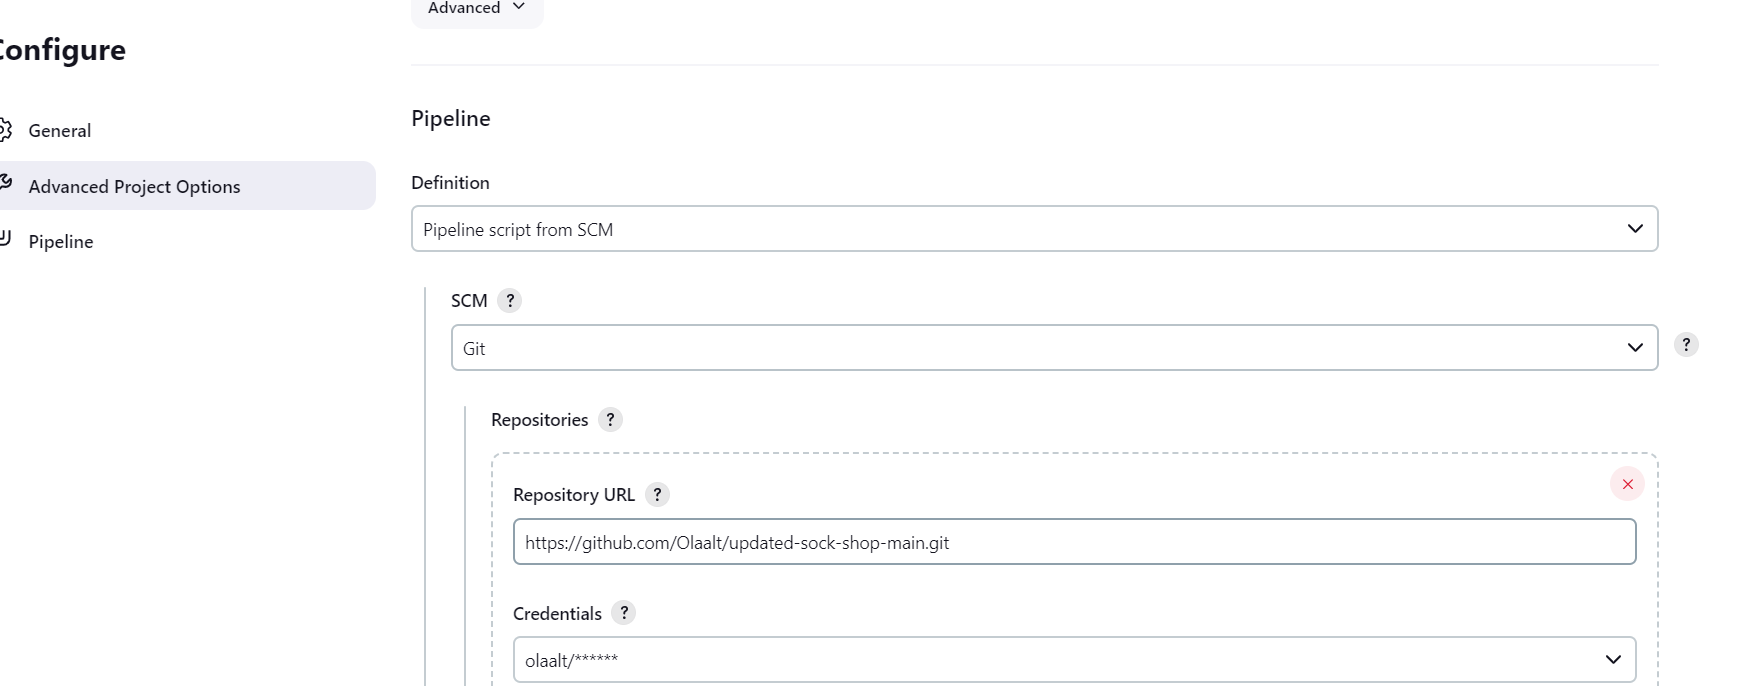 Advanced
Configure
General
Advanced Project Options
Pipeline
Pipeline
Definition
Pipeline script from SCM
SCM ?
Git
?
Repositories ?
Repository URL ?
https://github.com/Olaalt/updated-sock-shop-main.git
Credentials ?
olaalt/******